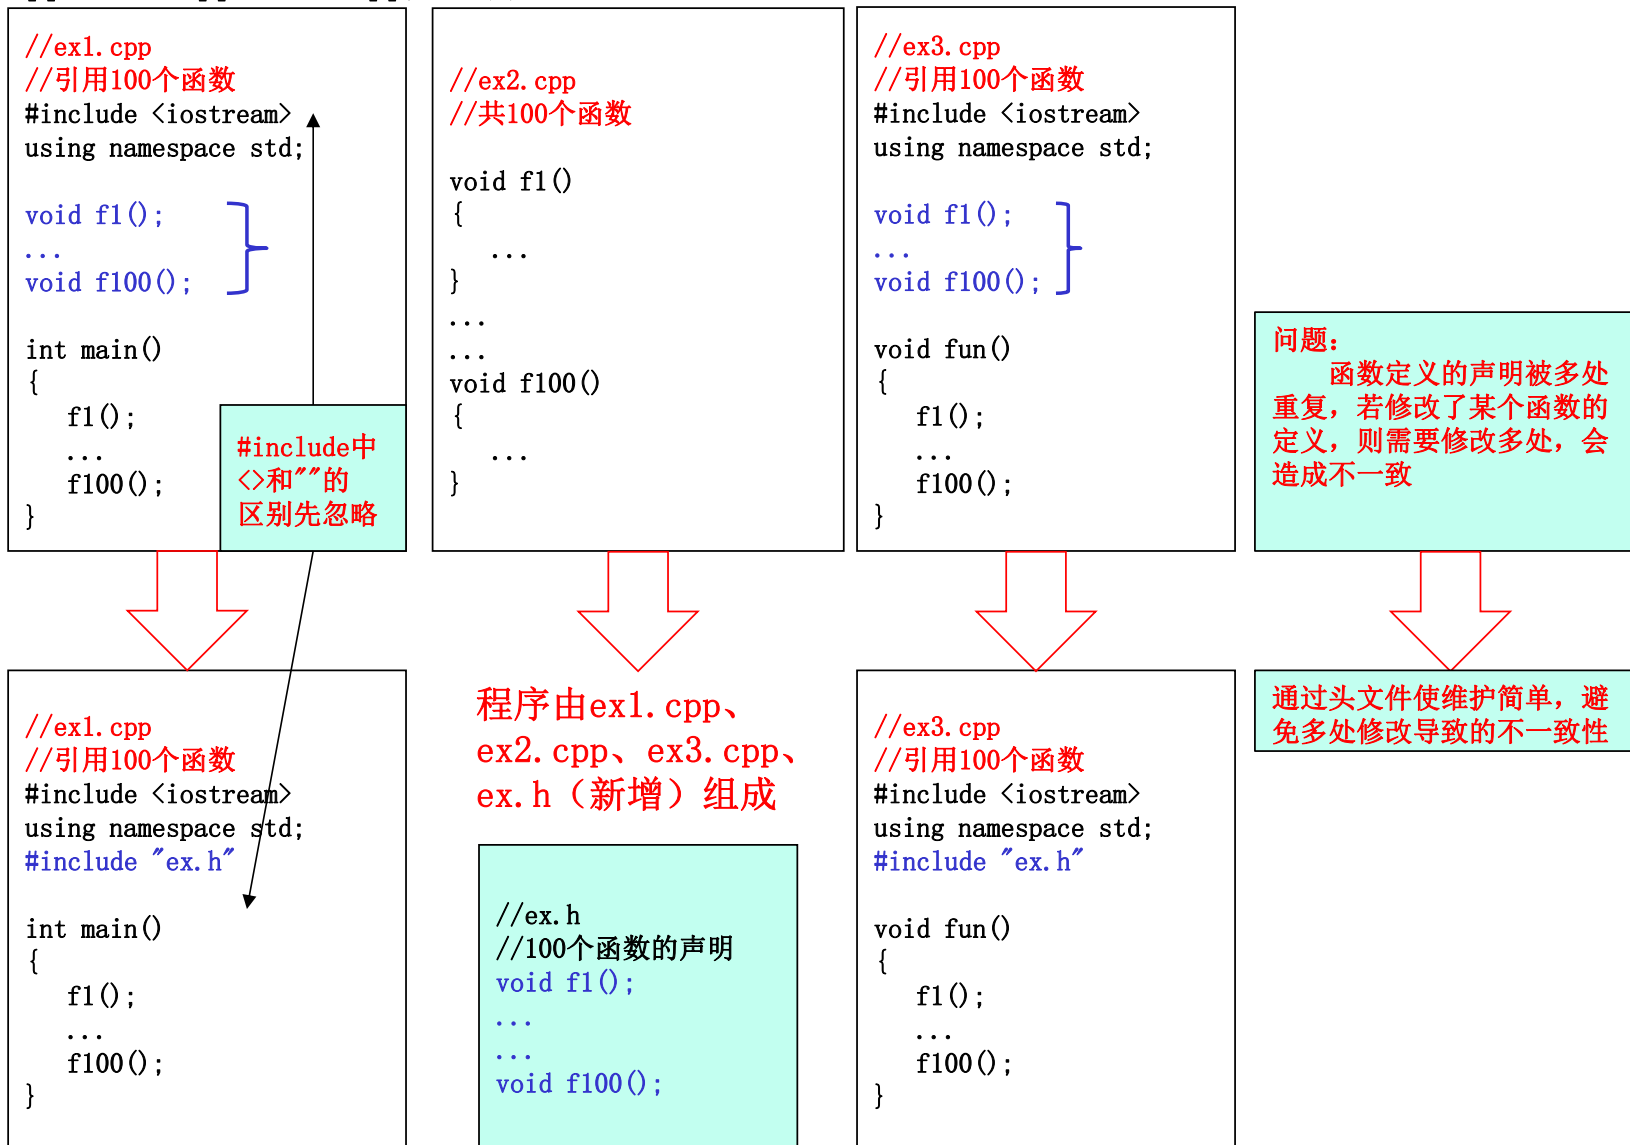 //ex1.cpp
//引用100个函数
#include <iostream>
using namespace std;
void f1();
...
void f100();
int main()
{
f1();
...
f100();
}
#include中
<>和""的
区别先忽略
//ex2.cpp
//共100个函数
void f1()
{
...
}
...
...
void f100()
{
...
}
//ex3.cpp
//引用100个函数
#include <iostream>
using namespace std;
void f1();
...
void f100();
void fun()
{
f1();
...
f100();
}
问题：
函数定义的声明被多处
重复，若修改了某个函数的
定义，则需要修改多处，会
造成不一致
//ex1.cpp
//引用100个函数
#include <iostream>
using namespace std;
#include "ex.h"
int main()
{
f1();
...
f100();
}
程序由ex1.cpp、
ex2.cpp、ex3.cpp、
ex.h（新增）组成
//ex.h
//100个函数的声明
void f1();
...
...
void f100();
//ex3.cpp
//引用100个函数
#include <iostream>
using namespace std;
#include "ex.h"
void fun()
{
f1();
...
f100();
}
通过头文件使维护简单，避
免多处修改导致的不一致性